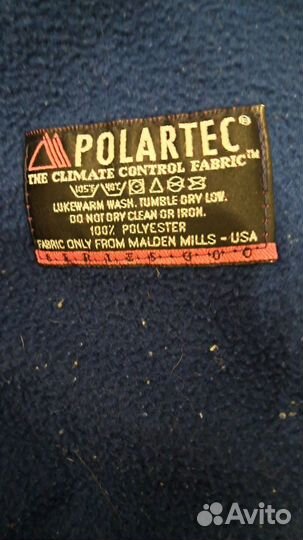 POLARTEC®
THE CLIMATE CONTROL FABRIC™
LUKEWARM WASH. TUMBLE DRY LOW.
DO NOT DRY CLEAN OR IRON.
100% POLYESTER
FABRIC ONLY FROM MALDEN MILLS - USA
Avito